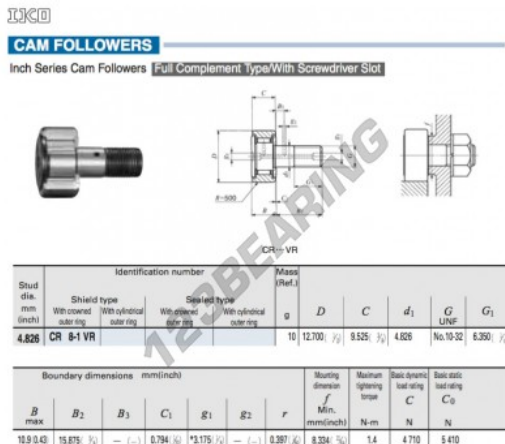 IKO
CAM FOLLOWERS
Inch Series Cam Followers Full Complement Type/With Screwdriver Slot
C
D
R=500
B
CR…VR
123BEARING
Stud dia. mm (inch)
Identification number
Mass (Ref.) g
Shield type
Sealed type
With crowned outer ring
With cylindrical outer ring
With crowned outer ring
With cylindrical outer ring
D
C
d1
G UNF
G1
4.826 CR 8-1 VR 10 12.700 9.525 4.826 No.10-32 6.350
Boundary dimensions mm(inch)
Mounting dimension f Min. mm(inch)
Maximum tightening torque N-m
Basic dynamic load rating C N
Basic static load rating C0 N
B max
B2
B3
C1
g1
g2
r
10.9 (0.43) 15.875 — (—) 0.794 *3.175 — (—) 0.397 8.334 1.4 4 710 5 410